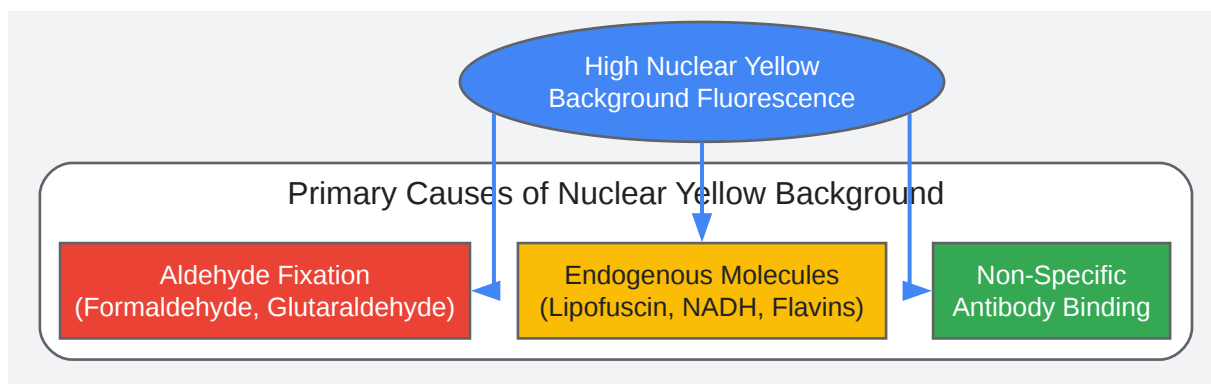 High Nuclear Yellow
Background Fluorescence
Primary Causes of Nuclear Yellow Background
Aldehyde Fixation
(Formaldehyde, Glutaraldehyde)
Endogenous Molecules
(Lipofuscin, NADH, Flavins)
Non-Specific
Antibody Binding